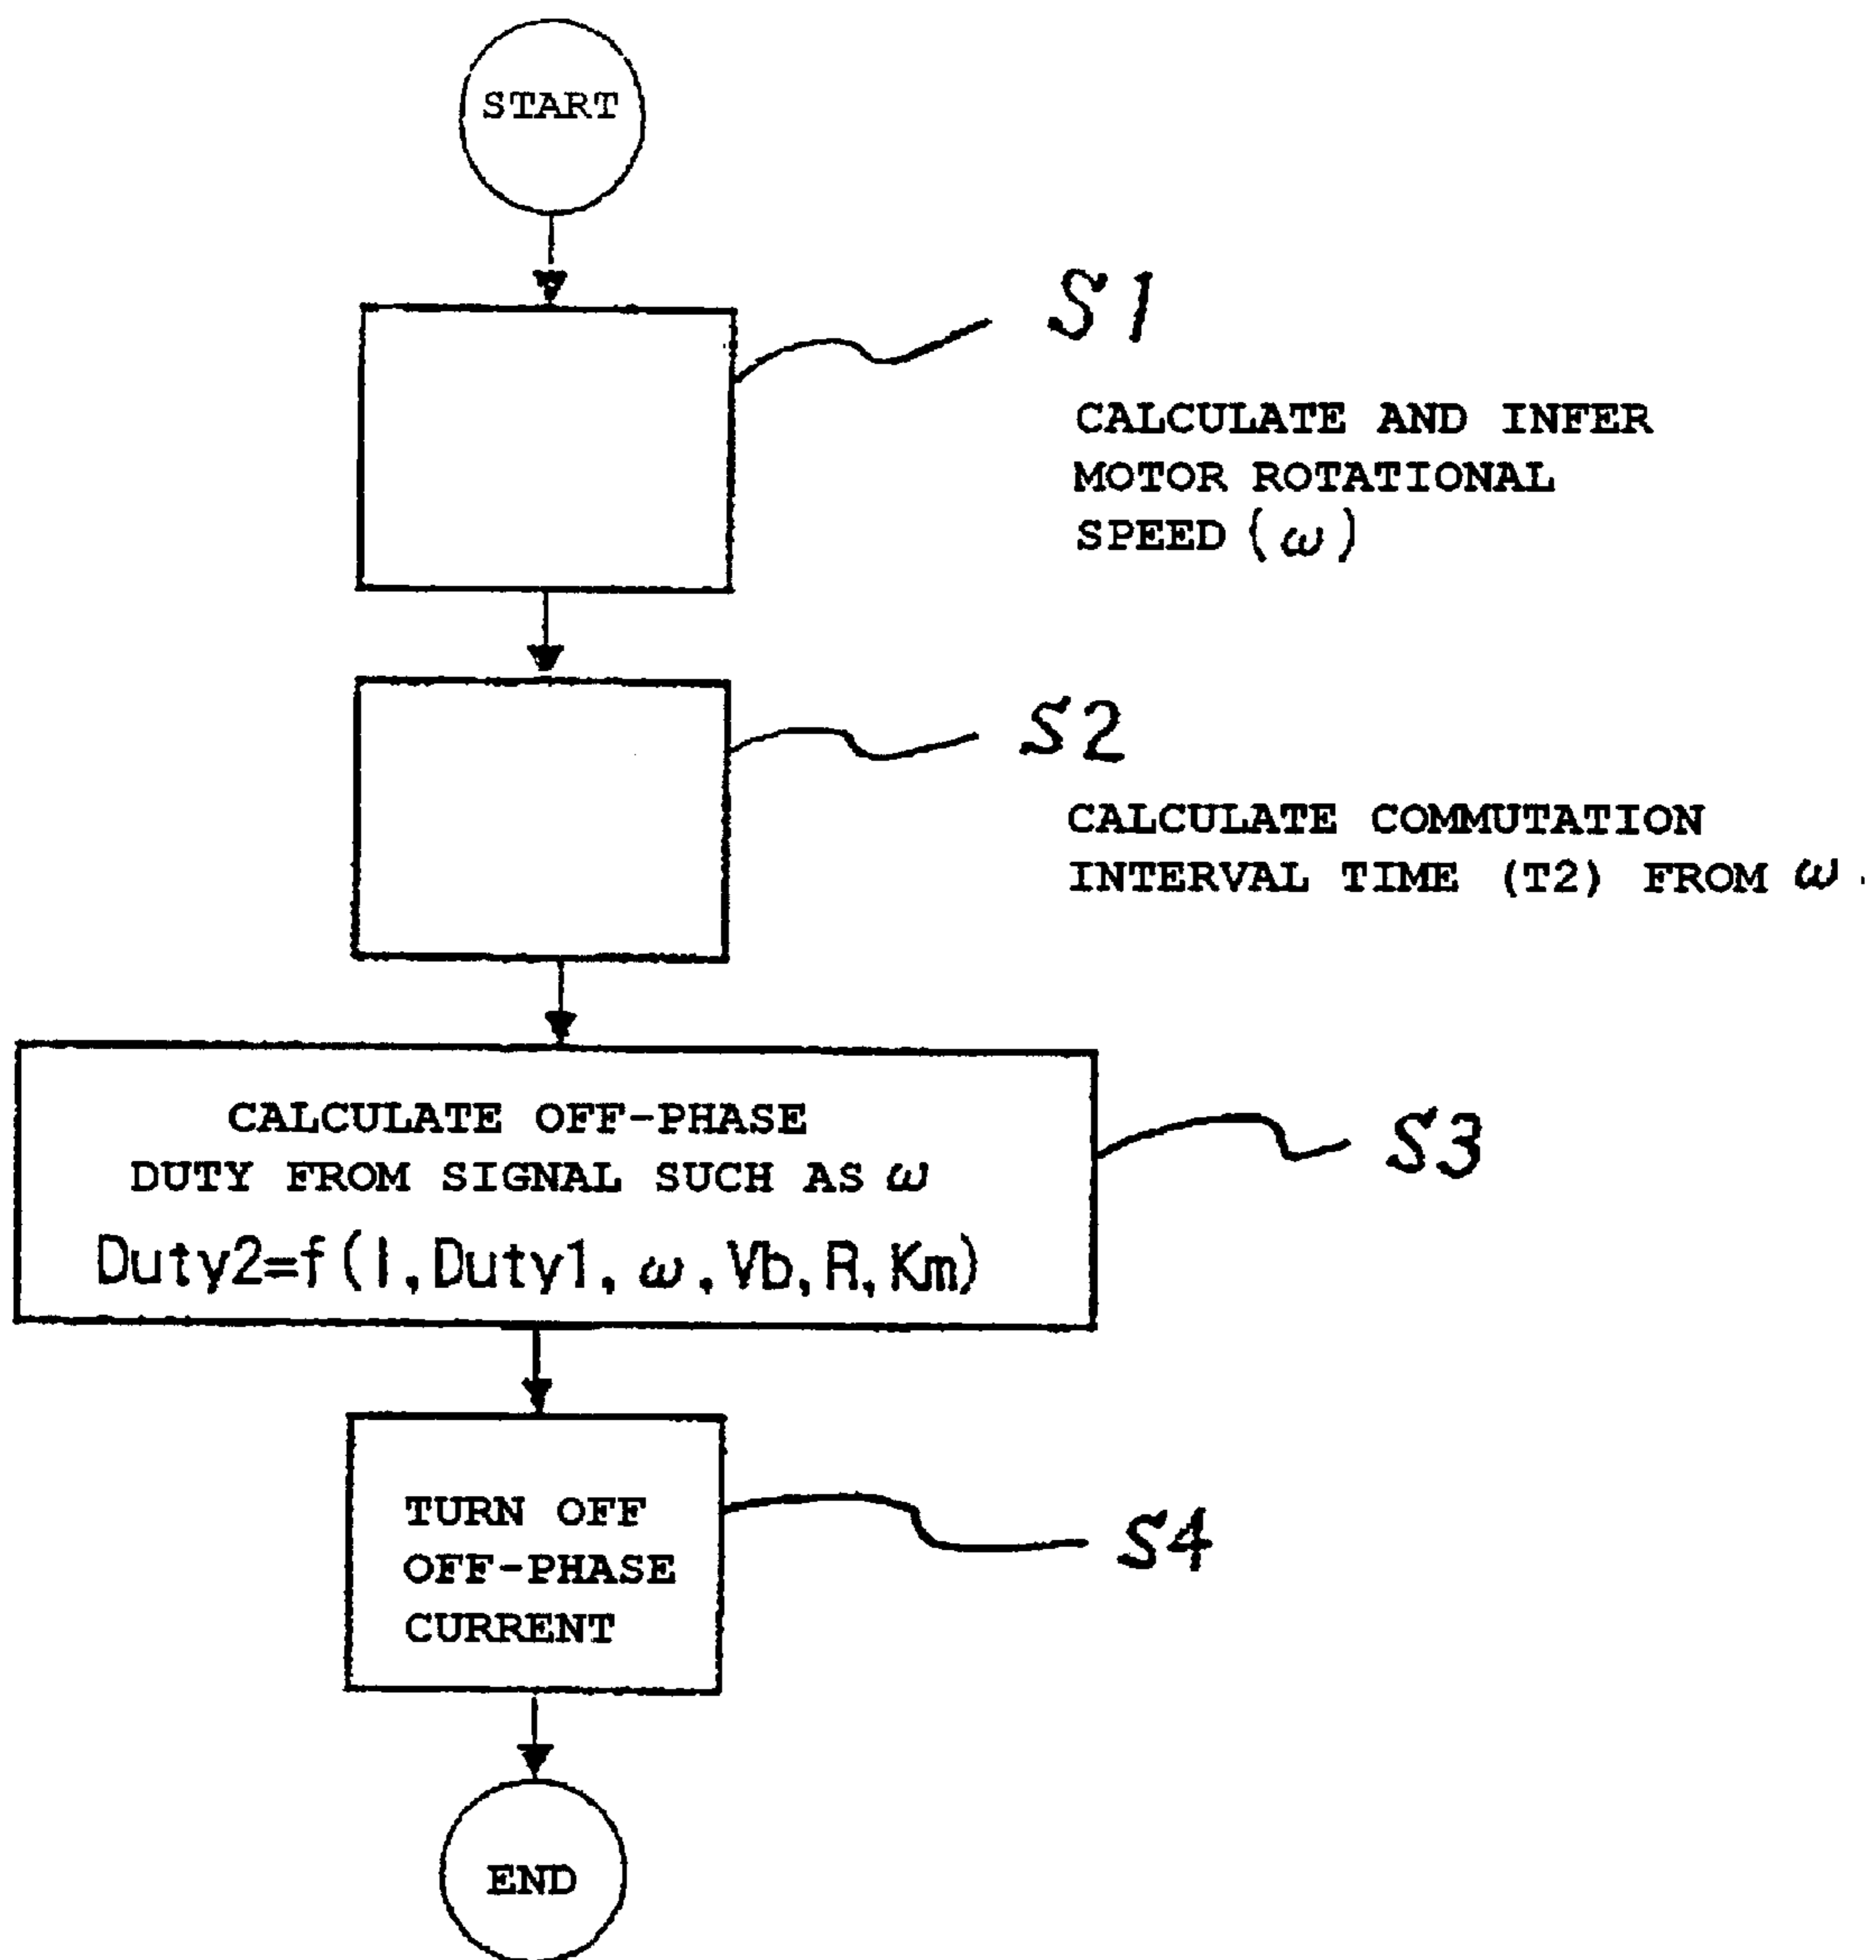 START
S1
CALCULATE AND INFER
MOTOR ROTATIONAL
SPEED (ω)
S2
CALCULATE COMMUTATION
INTERVAL TIME (T2) FROM ω.
CALCULATE OFF-PHASE
DUTY FROM SIGNAL SUCH AS ω
Duty2=f(I,Duty1,ω,Vb,R,Km)
S3
TURN OFF
OFF-PHASE
CURRENT
S4
END